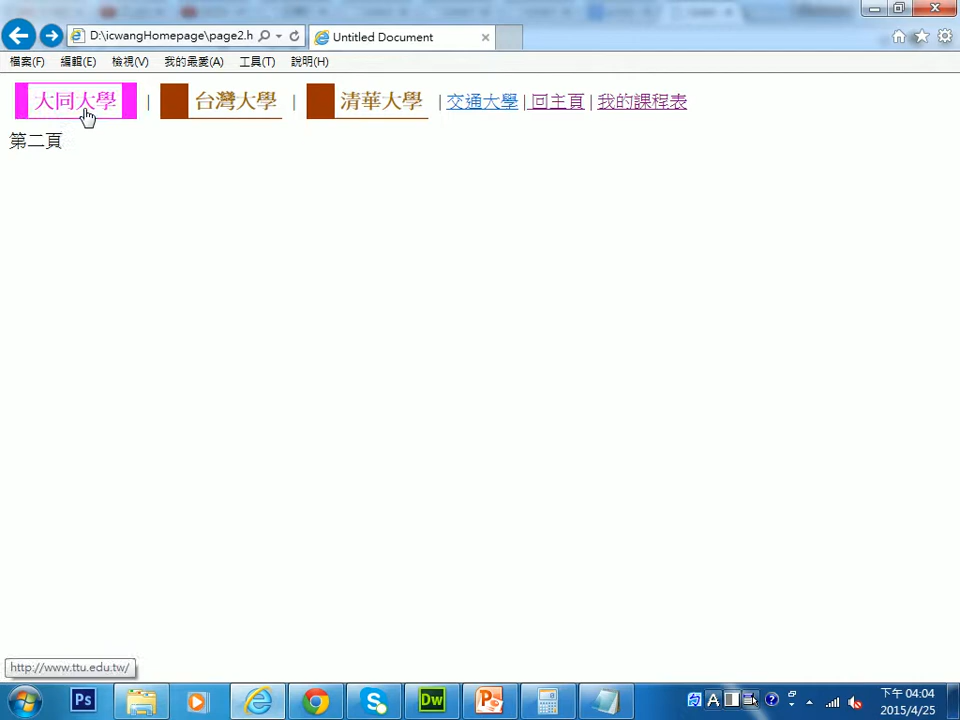 D:\icwangHomepage\page2.h
Untitled Document
檔案(F) 編輯(E) 檢視(V) 我的最愛(A) 工具(T) 說明(H)
大同大學 | 台灣大學 | 清華大學 | 交通大學 | 回主頁 | 我的課程表
第二頁
http://www.ttu.edu.tw/
Ps
Dw
A
下午 04:04
2015/4/25